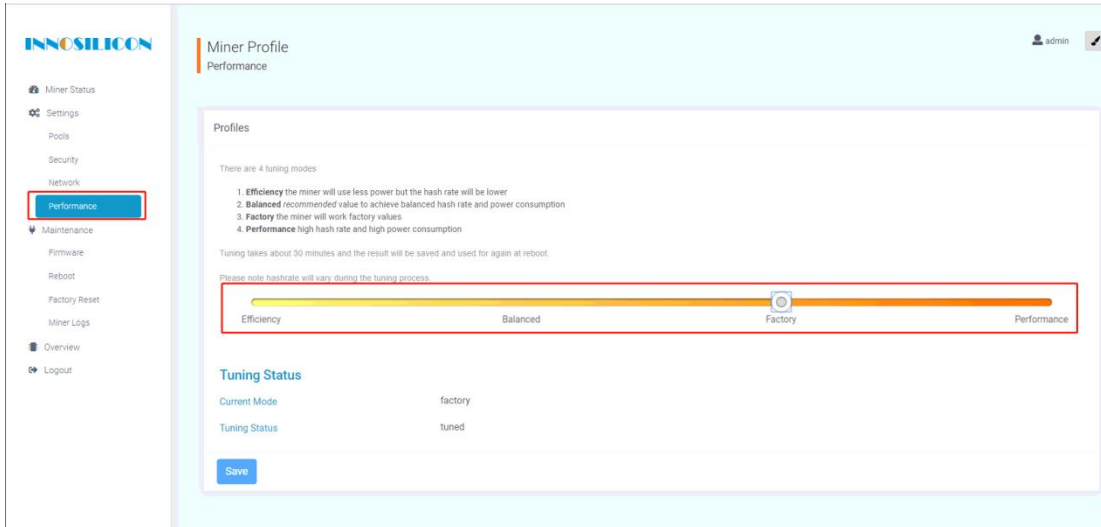 INNOSILICON
Miner Status
Settings
Pools
Security
Network
Performance
Maintenance
Firmware
Reboot
Factory Reset
Miner Logs
Overview
Logout
Miner Profile
Performance
admin
Profiles
There are 4 tuning modes
1. Efficiency the miner will use less power but the hash rate will be lower
2. Balanced recommended value to achieve balanced hash rate and power consumption
3. Factory the miner will work factory values
4. Performance high hash rate and high power consumption
Tuning takes about 30 minutes and the result will be saved and used for again at reboot.
Please note hashrate will vary during the tuning process.
Efficiency Balanced Factory Performance
Tuning Status
Current Mode factory
Tuning Status tuned
Save